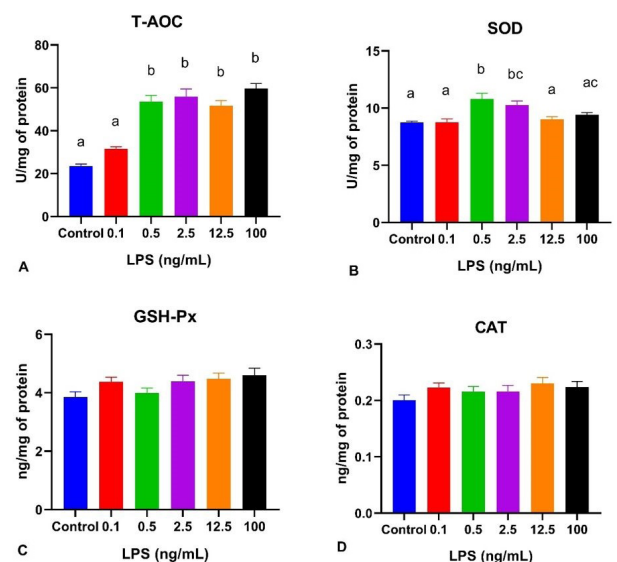 T-AOC
U/mg of protein
80
60
40
20
0
a
a
b
b
b
b
Control 0.1 0.5 2.5 12.5 100
LPS (ng/mL)
A
SOD
U/mg of protein
15
10
5
0
a
a
b
bc
a
ac
Control 0.1 0.5 2.5 12.5 100
LPS (ng/mL)
B
GSH-Px
ng/mg of protein
6
4
2
0
Control 0.1 0.5 2.5 12.5 100
LPS (ng/mL)
C
CAT
ng/mg of protein
0.3
0.2
0.1
0.0
Control 0.1 0.5 2.5 12.5 100
LPS (ng/mL)
D